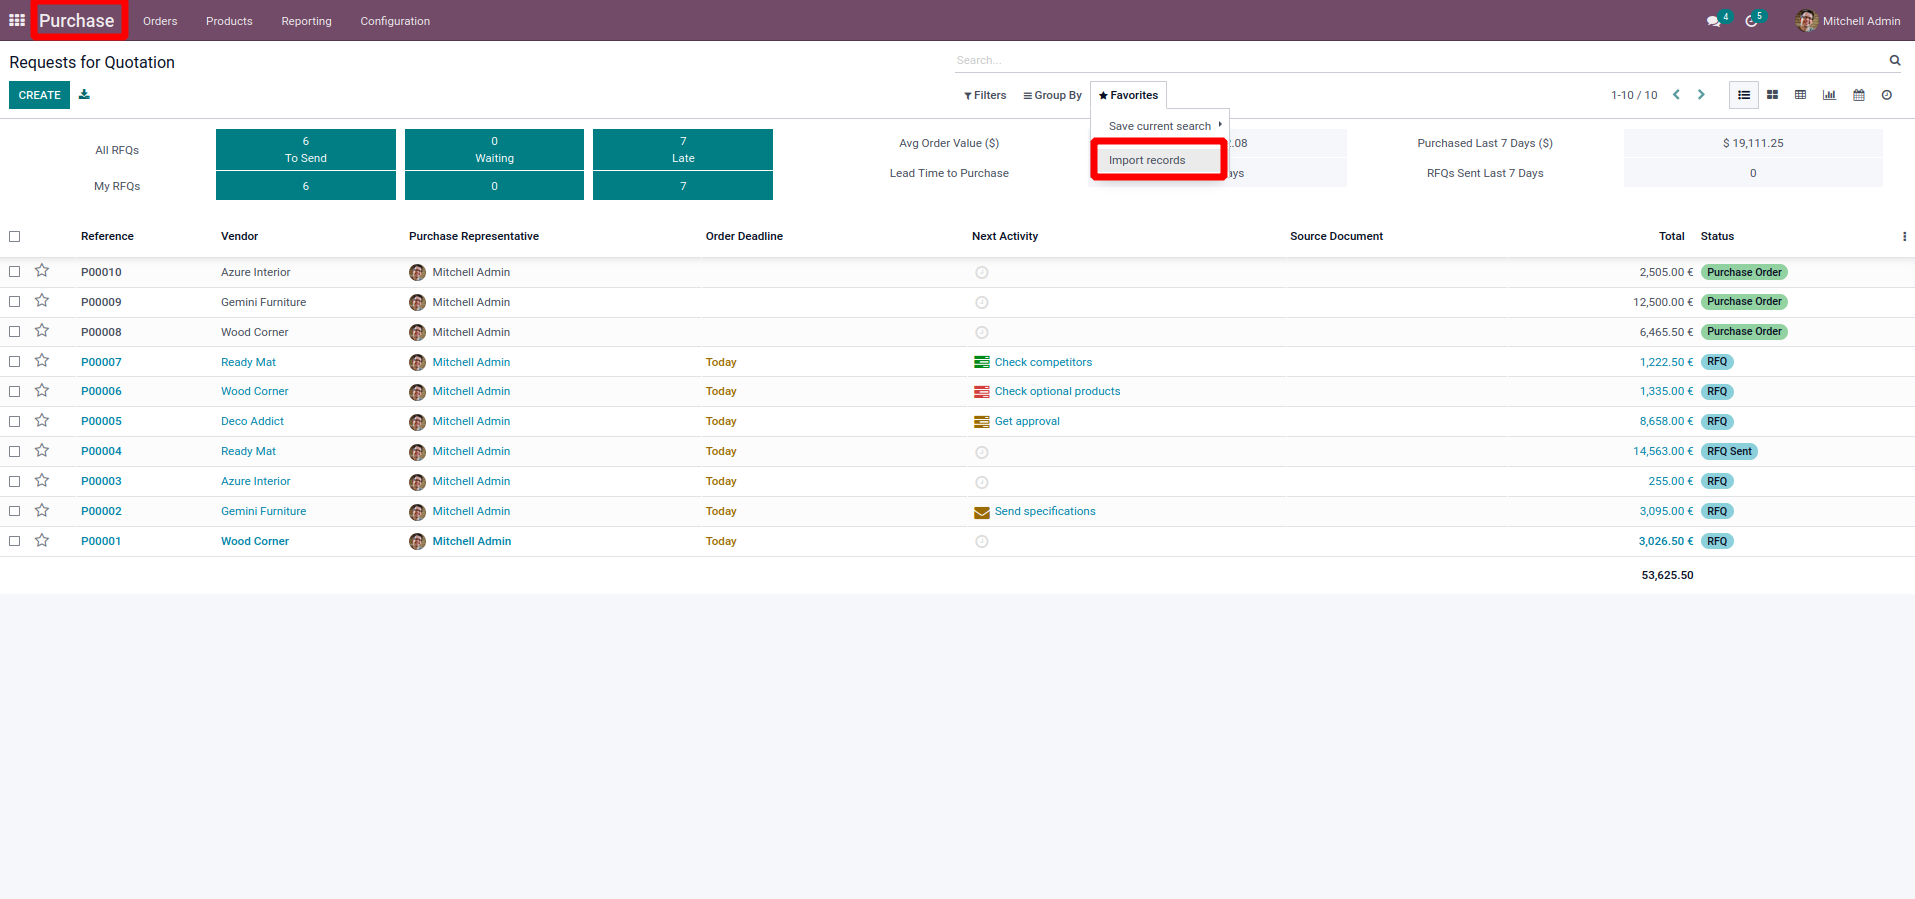 Purchase Orders Products Reporting Configuration 4 5 Mitchell Admin
Requests for Quotation Search...
CREATE Filters Group By Favorites 1-10 / 10
Save current search
Import records
All RFQs 6 To Send 0 Waiting 7 Late
My RFQs 6 0 7
Avg Order Value ($) 2.08 Purchased Last 7 Days ($) $ 19,111.25
Lead Time to Purchase ays RFQs Sent Last 7 Days 0
Reference Vendor Purchase Representative Order Deadline Next Activity Source Document Total Status
P00010 Azure Interior Mitchell Admin 2,505.00 € Purchase Order
P00009 Gemini Furniture Mitchell Admin 12,500.00 € Purchase Order
P00008 Wood Corner Mitchell Admin 6,465.50 € Purchase Order
P00007 Ready Mat Mitchell Admin Today Check competitors 1,222.50 € RFQ
P00006 Wood Corner Mitchell Admin Today Check optional products 1,335.00 € RFQ
P00005 Deco Addict Mitchell Admin Today Get approval 8,658.00 € RFQ
P00004 Ready Mat Mitchell Admin Today 14,563.00 € RFQ Sent
P00003 Azure Interior Mitchell Admin Today 255.00 € RFQ
P00002 Gemini Furniture Mitchell Admin Today Send specifications 3,095.00 € RFQ
P00001 Wood Corner Mitchell Admin Today 3,026.50 € RFQ
53,625.50